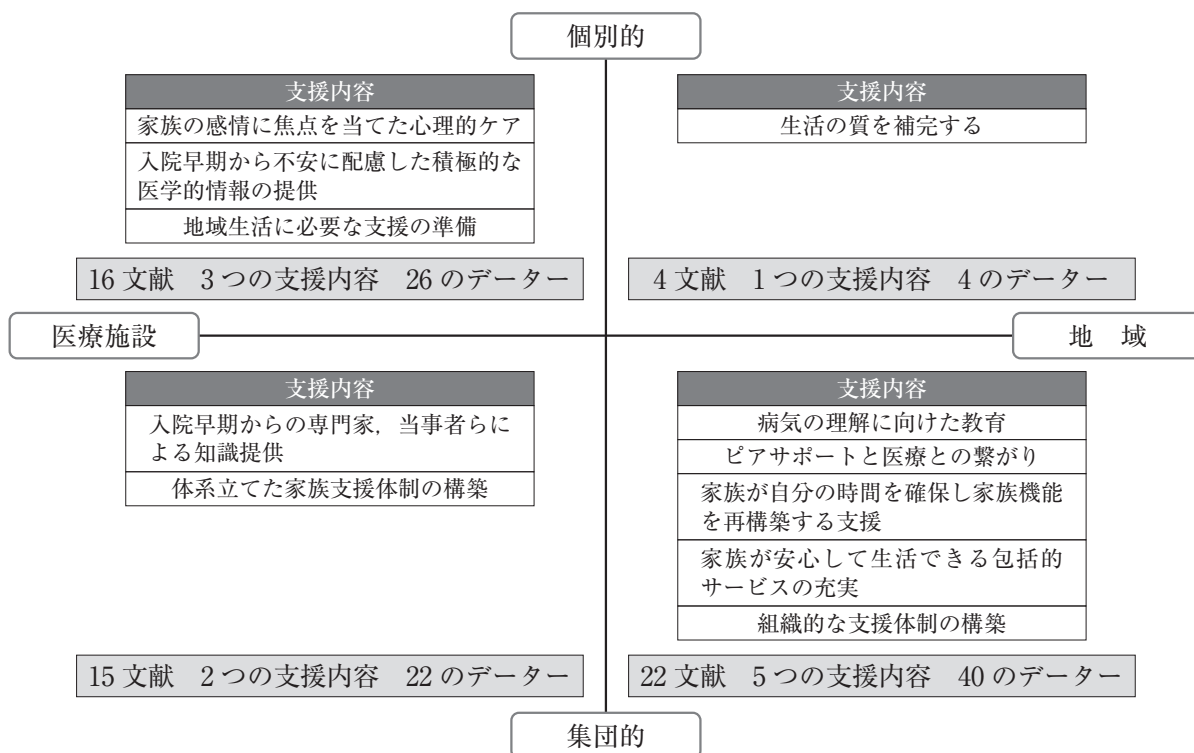 個別的
支援内容
家族の感情に焦点を当てた心理的ケア
入院早期から不安に配慮した積極的な
医学的情報の提供
地域生活に必要な支援の準備
16 文献　3 つの支援内容　26 のデーター
支援内容
生活の質を補完する
4 文献　1 つの支援内容　4 のデーター
医療施設
地　域
支援内容
入院早期からの専門家，当事者らに
よる知識提供
体系立てた家族支援体制の構築
15 文献　2 つの支援内容　22 のデーター
支援内容
病気の理解に向けた教育
ピアサポートと医療との繋がり
家族が自分の時間を確保し家族機能
を再構築する支援
家族が安心して生活できる包括的
サービスの充実
組織的な支援体制の構築
22 文献　5 つの支援内容　40 のデーター
集団的